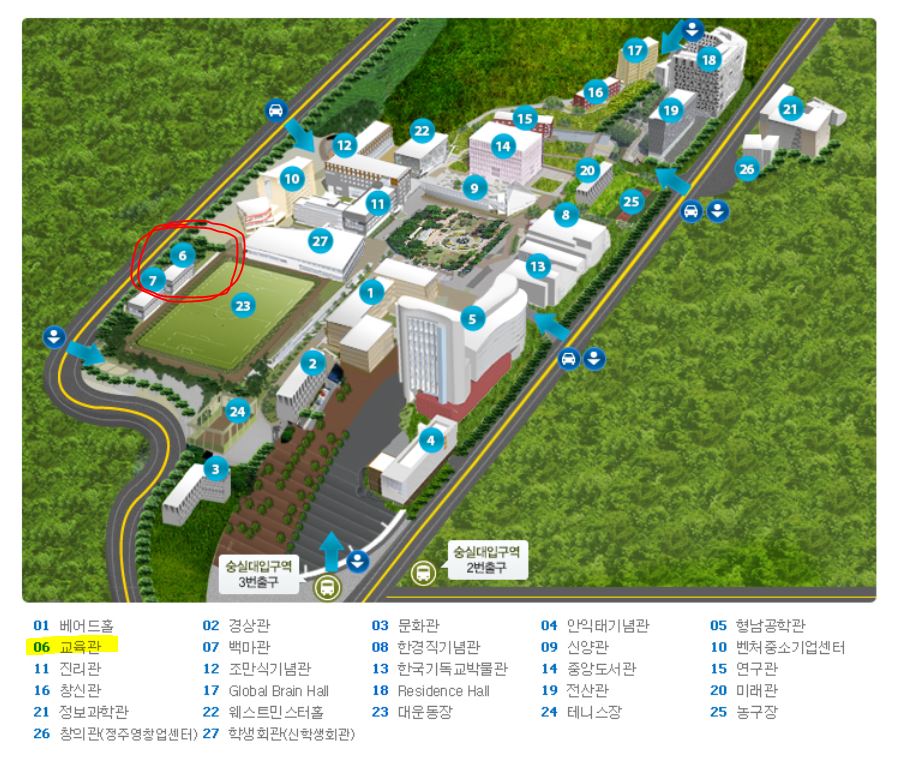 17
18
16
19
21
15
22
12
14
26
10
20
9
11
25
8
27
6
13
7
1
23
5
2
24
4
3
숭실대입구역
3번출구
숭실대입구역
2번출구
01 베어드홀 02 경상관 03 문화관 04 안익태기념관 05 형남공학관
06 교육관 07 백마관 08 한경직기념관 09 신양관 10 벤처중소기업센터
11 진리관 12 조만식기념관 13 한국기독교박물관 14 중앙도서관 15 연구관
16 창신관 17 Global Brain Hall 18 Residence Hall 19 전산관 20 미래관
21 정보과학관 22 웨스트민스터홀 23 대운동장 24 테니스장 25 농구장
26 창의관(정주영창업센터) 27 학생회관(신학생회관)